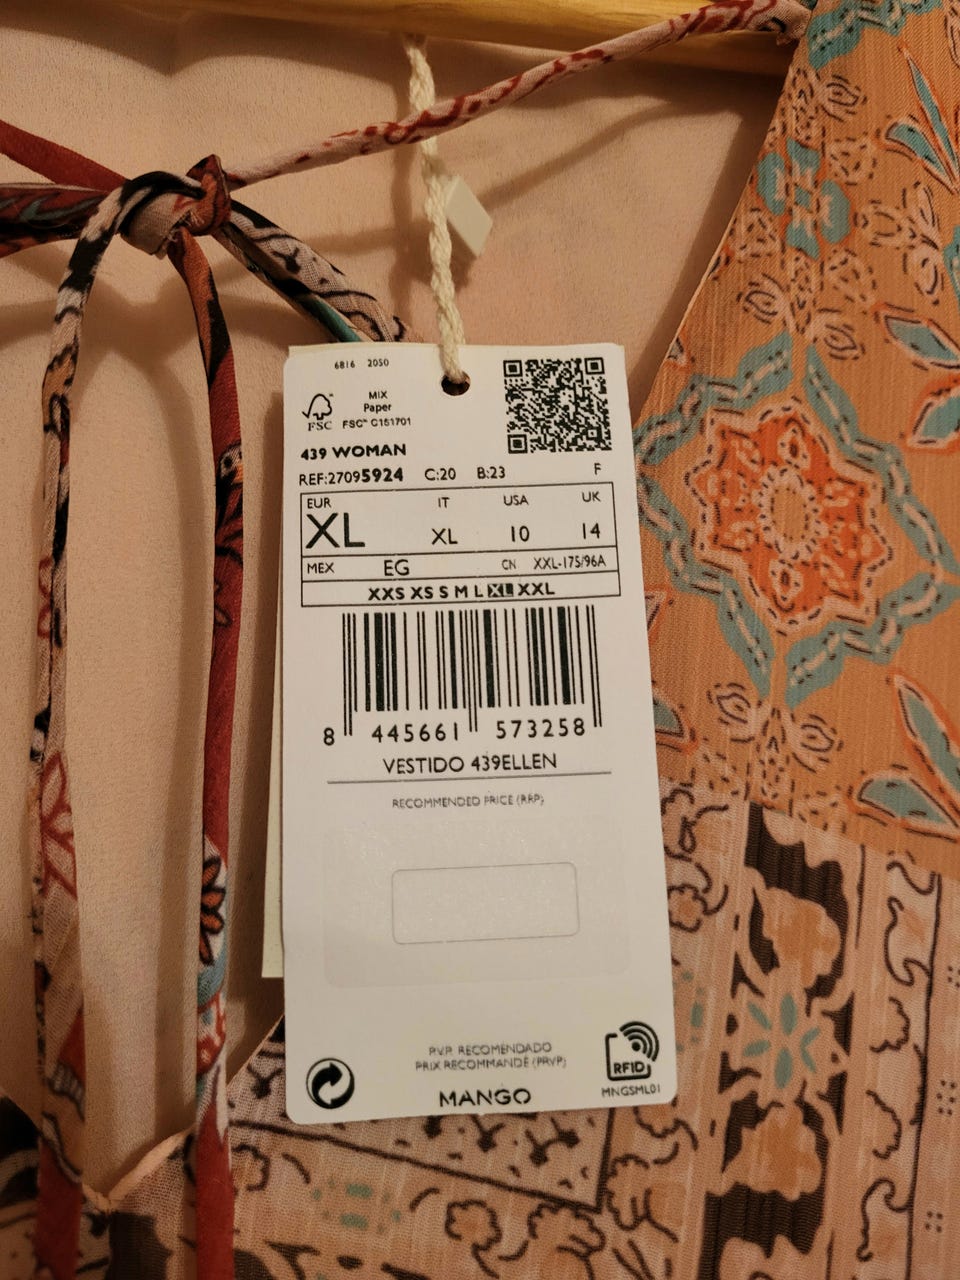 6816 2050
MIX
Paper
FSC™ C151701
FSC
439 WOMAN
REF:27095924 C:20 B:23 F
EUR IT USA UK
XL XL 10 14
MEX EG CN XXL-175/96A
XXS XS S M L XL XXL
8 445661 573258
VESTIDO 439ELLEN
RECOMMENDED PRICE (RRP)
P.V.P. RECOMENDADO
PRIX RECOMMANDÉ (PRVP)
RFID
MANGO
MNGSML01